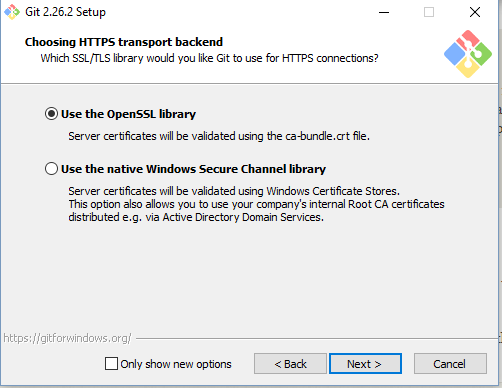 Git 2.26.2 Setup
Choosing HTTPS transport backend
Which SSL/TLS library would you like Git to use for HTTPS connections?
Use the OpenSSL library
Server certificates will be validated using the ca-bundle.crt file.
Use the native Windows Secure Channel library
Server certificates will be validated using Windows Certificate Stores.
This option also allows you to use your company's internal Root CA certificates
distributed e.g. via Active Directory Domain Services.
https://gitforwindows.org/
Only show new options
< Back
Next >
Cancel